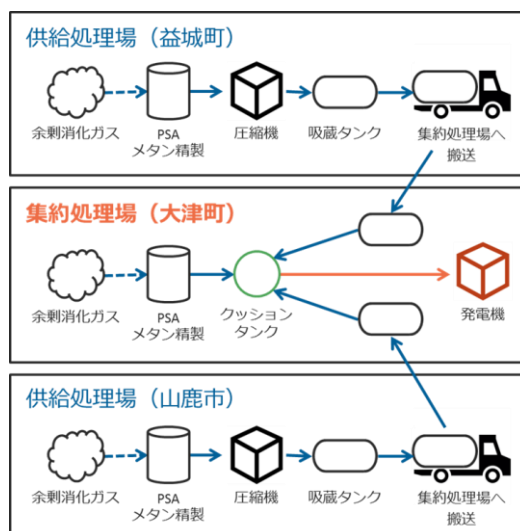 供給処理場（益城町）
余剰消化ガス
PSA
メタン精製
圧縮機
吸蔵タンク
集約処理場へ
搬送
集約処理場（大津町）
余剰消化ガス
PSA
メタン精製
クッション
タンク
発電機
供給処理場（山鹿市）
余剰消化ガス
PSA
メタン精製
圧縮機
吸蔵タンク
集約処理場へ
搬送